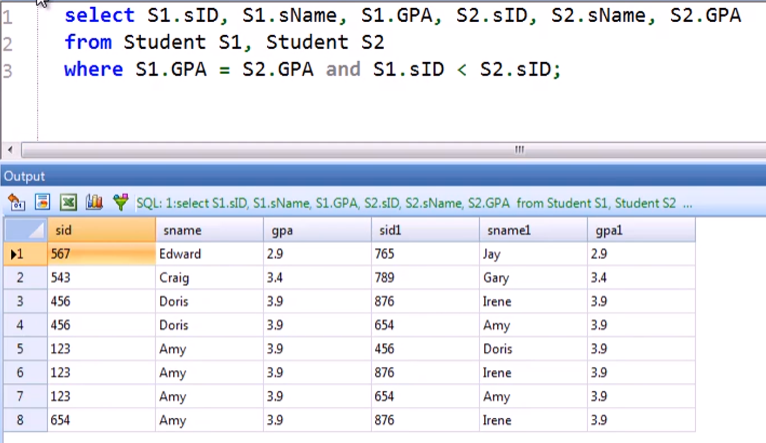 1 select S1.sID, S1.sName, S1.GPA, S2.sID, S2.sName, S2.GPA
2 from Student S1, Student S2
3 where S1.GPA = S2.GPA and S1.sID < S2.sID;
Output
SQL: 1:select S1.sID, S1.sName, S1.GPA, S2.sID, S2.sName, S2.GPA from Student S1, Student S2 ...
sid sname gpa sid1 sname1 gpa1
1 567 Edward 2.9 765 Jay 2.9
2 543 Craig 3.4 789 Gary 3.4
3 456 Doris 3.9 876 Irene 3.9
4 456 Doris 3.9 654 Amy 3.9
5 123 Amy 3.9 456 Doris 3.9
6 123 Amy 3.9 876 Irene 3.9
7 123 Amy 3.9 654 Amy 3.9
8 654 Amy 3.9 876 Irene 3.9